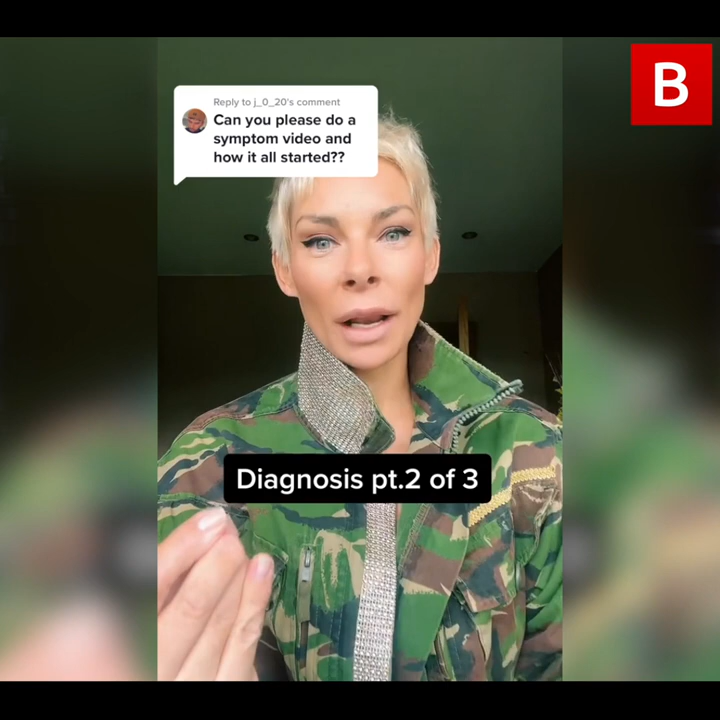 B
Reply to j_0_20's comment
Can you please do a
symptom video and
how it all started??
Diagnosis pt.2 of 3